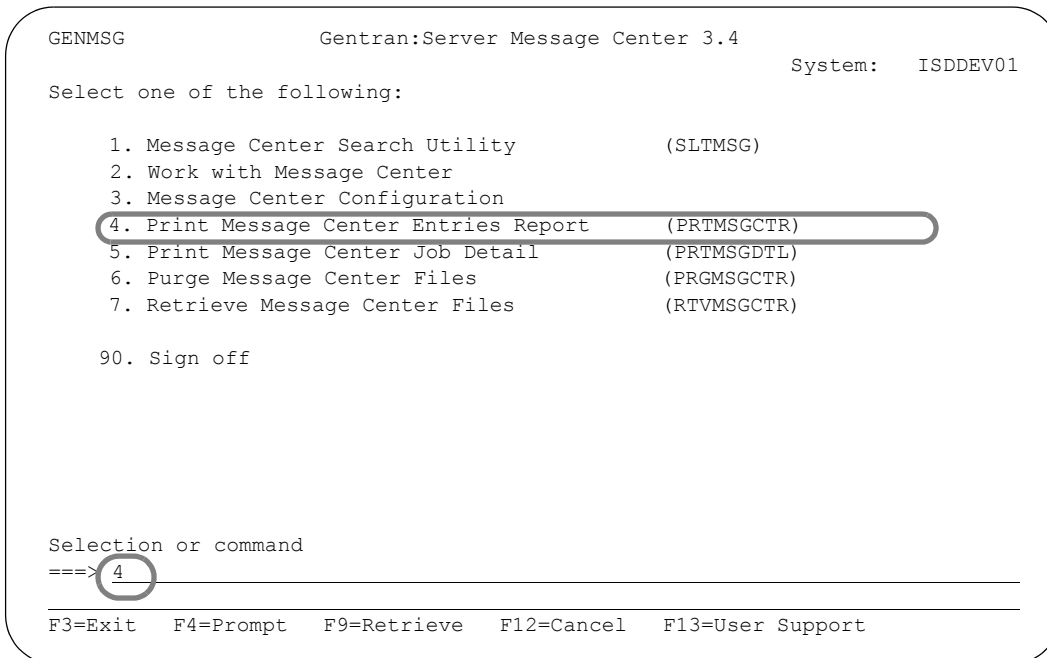 GENMSG Gentran:Server Message Center 3.4
System: ISDDEV01
Select one of the following:
1. Message Center Search Utility (SLTMSG)
2. Work with Message Center
3. Message Center Configuration
4. Print Message Center Entries Report (PRTMSGCTR)
5. Print Message Center Job Detail (PRTMSGDTL)
6. Purge Message Center Files (PRGMSGCTR)
7. Retrieve Message Center Files (RTVMSGCTR)
90. Sign off
Selection or command
===> 4
F3=Exit F4=Prompt F9=Retrieve F12=Cancel F13=User Support